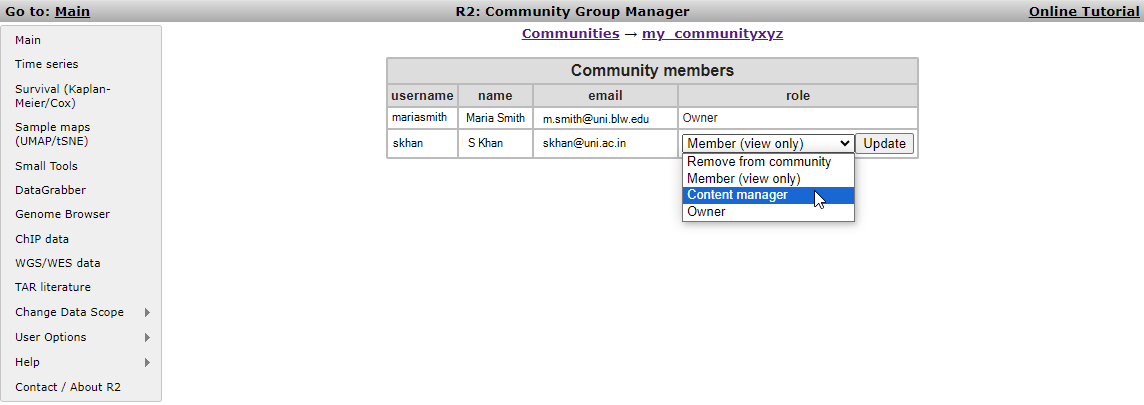 Go to: Main R2: Community Group Manager Online Tutorial
Communities → my_communityxyz
Main
Time series
Survival (Kaplan-
Meier/Cox)
Sample maps
(UMAP/tSNE)
Small Tools
DataGrabber
Genome Browser
ChIP data
WGS/WES data
TAR literature
Change Data Scope
User Options
Help
Contact / About R2
Community members
username name email role
mariasmith Maria Smith m.smith@uni.blw.edu Owner
skhan S Khan skhan@uni.ac.in Member (view only) Update
Remove from community
Member (view only)
Content manager
Owner